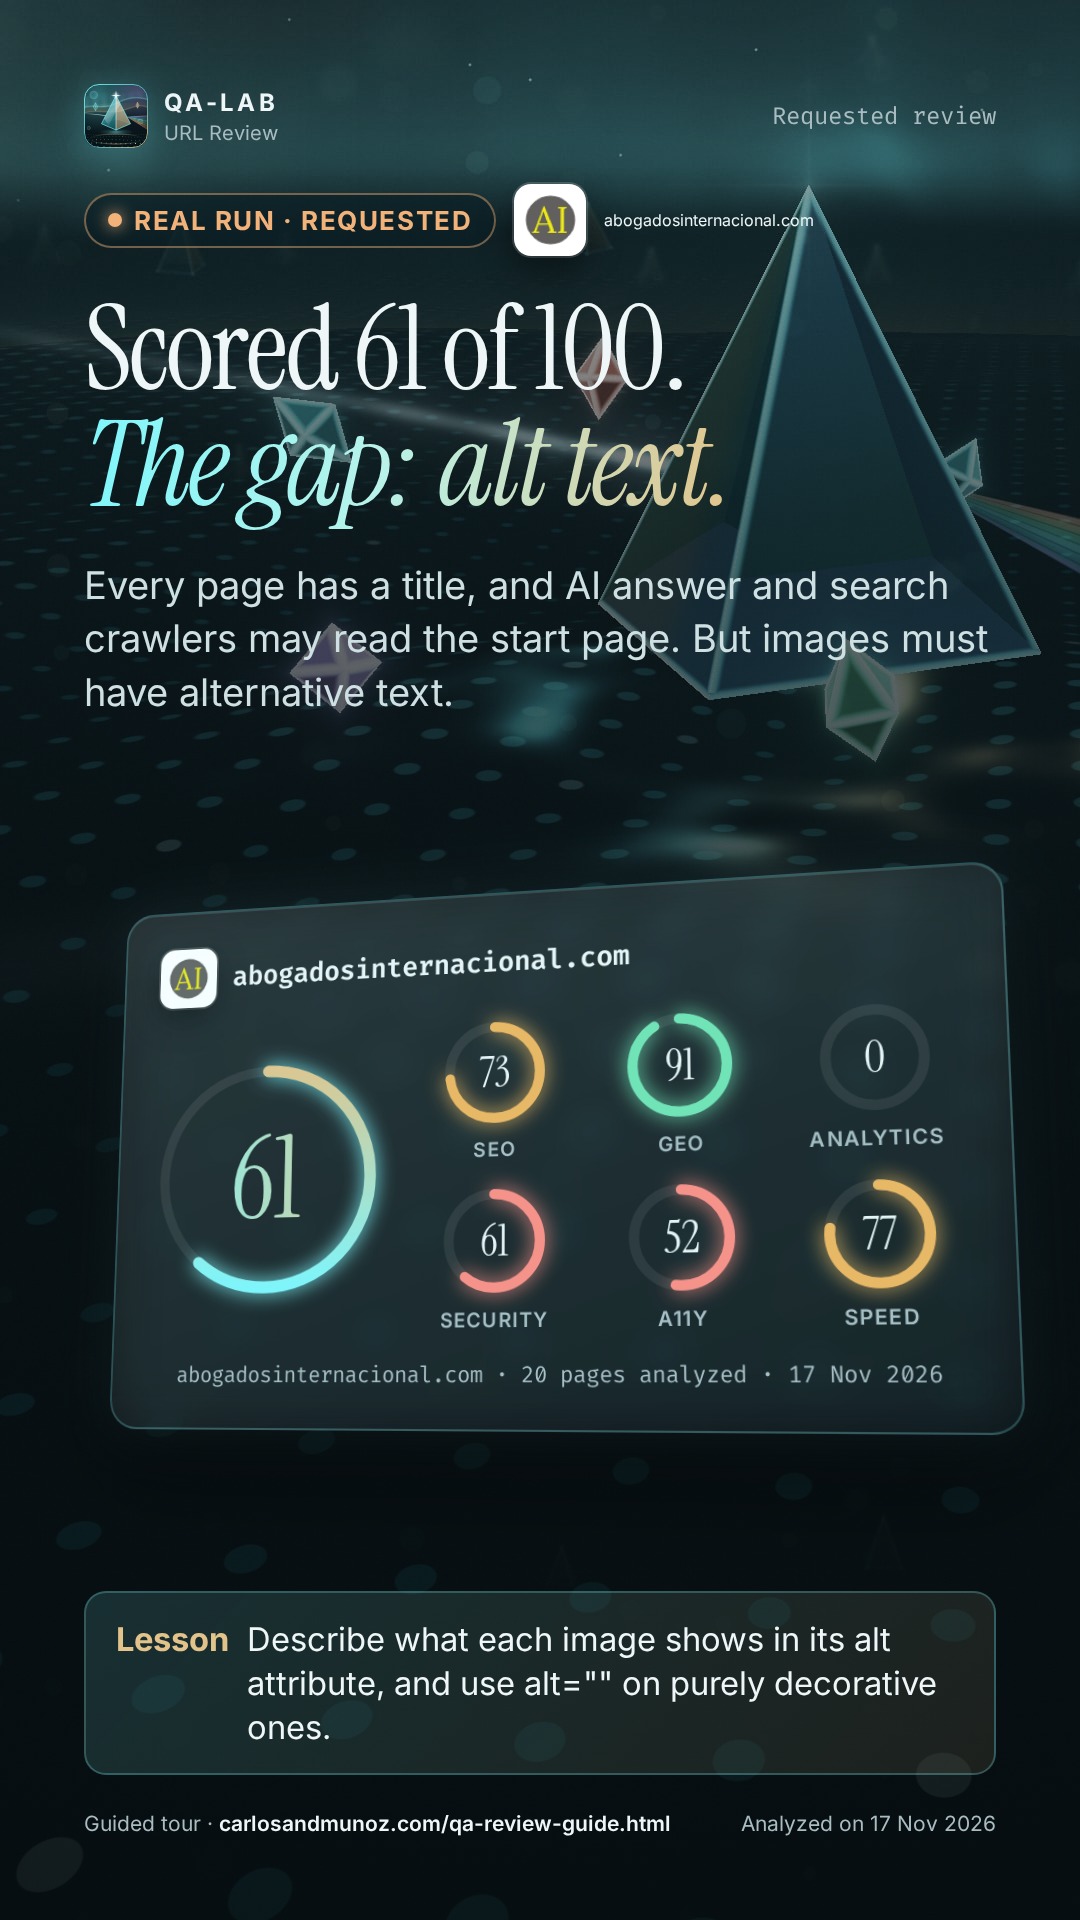 QA-LAB
URL Review
Requested review
REAL RUN · REQUESTED
AI
abogadosinternacional.com
Scored 61 of 100.
The gap: alt text.
Every page has a title, and AI answer and search
crawlers may read the start page. But images must
have alternative text.
AI
abogadosinternacional.com
61
73
SEO
91
GEO
0
ANALYTICS
61
SECURITY
52
A11Y
77
SPEED
abogadosinternacional.com · 20 pages analyzed · 17 Nov 2026
Lesson
Describe what each image shows in its alt
attribute, and use alt="" on purely decorative
ones.
Guided tour · carlosandmunoz.com/qa-review-guide.html
Analyzed on 17 Nov 2026